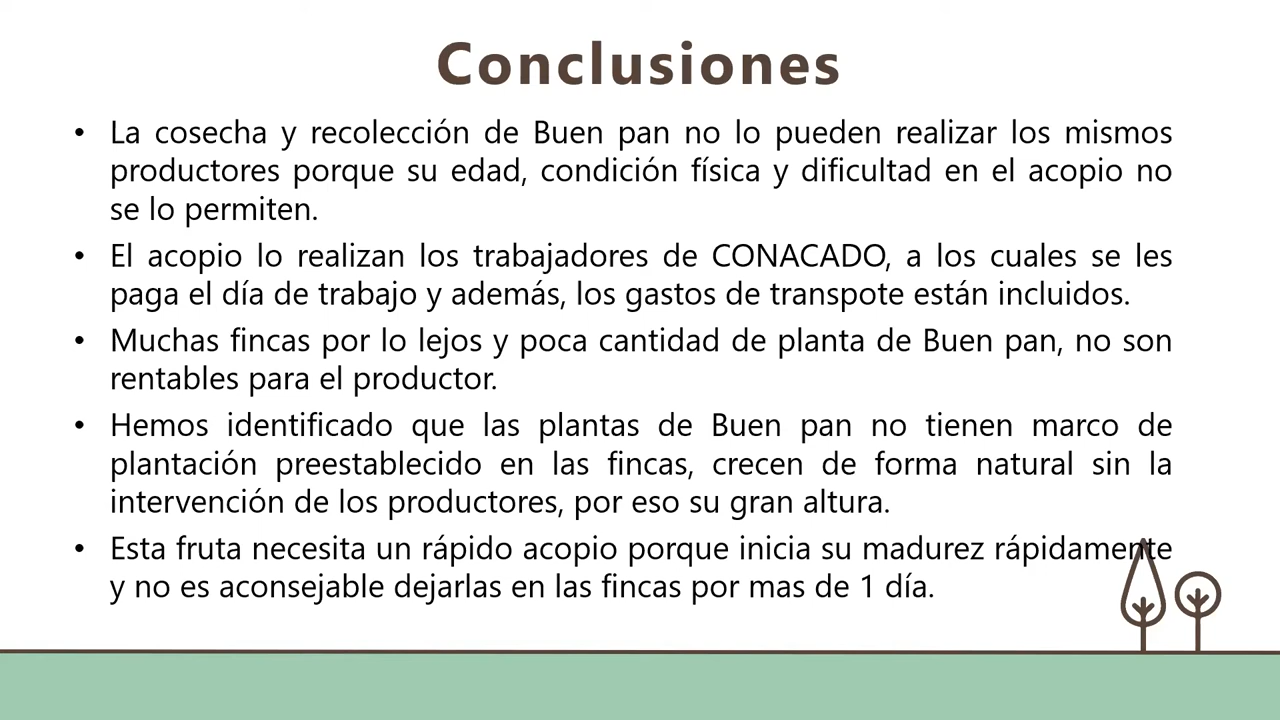 Conclusiones
• La cosecha y recolección de Buen pan no lo pueden realizar los mismos
productores porque su edad, condición física y dificultad en el acopio no
se lo permiten.
• El acopio lo realizan los trabajadores de CONACADO, a los cuales se les
paga el día de trabajo y además, los gastos de transpote están incluidos.
• Muchas fincas por lo lejos y poca cantidad de planta de Buen pan, no son
rentables para el productor.
• Hemos identificado que las plantas de Buen pan no tienen marco de
plantación preestablecido en las fincas, crecen de forma natural sin la
intervención de los productores, por eso su gran altura.
• Esta fruta necesita un rápido acopio porque inicia su madurez rápidamente
y no es aconsejable dejarlas en las fincas por mas de 1 día.